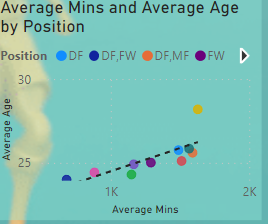 Average Mins and Average Age
by Position
Position DF DF,FW DF,MF FW
30
Average Age
25
1K 2K
Average Mins